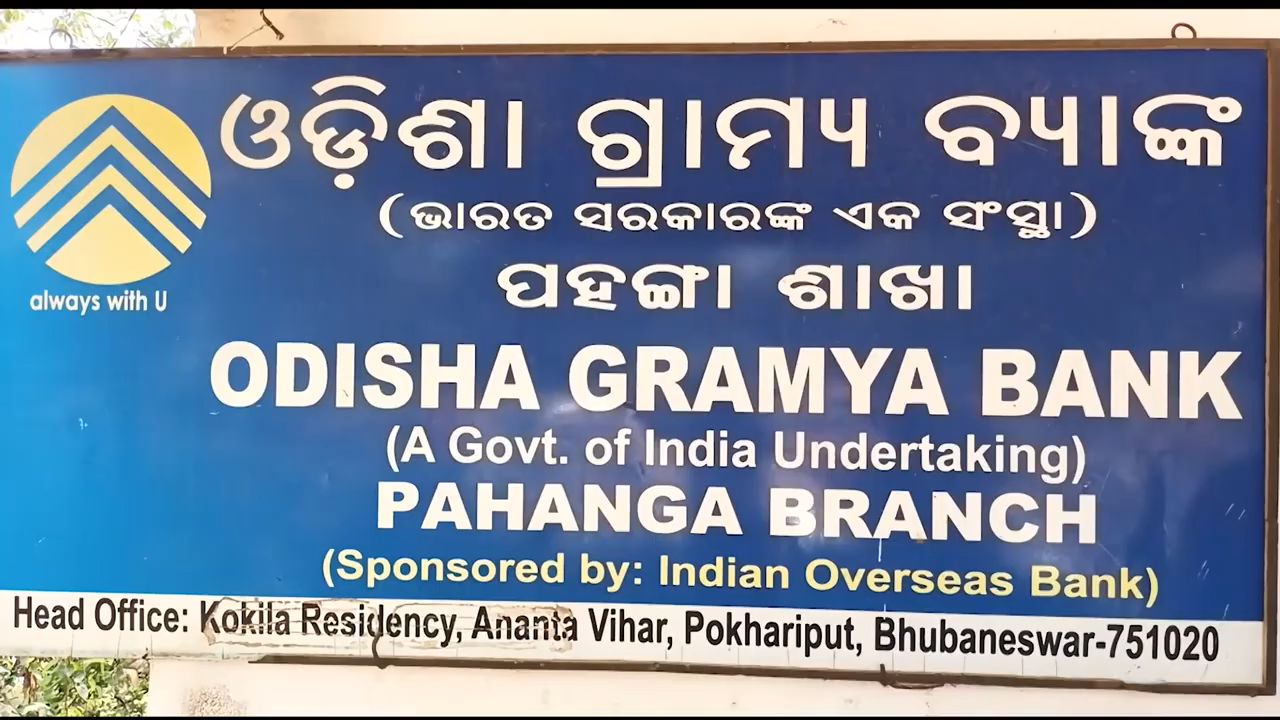 ଓଡ଼ିଶା ଗ୍ରାମ୍ୟ ବ୍ୟାଙ୍କ
(ଭାରତ ସରକାରଙ୍କ ଏକ ସଂସ୍ଥା)
ପହଙ୍ଗା ଶାଖା
always with U
ODISHA GRAMYA BANK
(A Govt. of India Undertaking)
PAHANGA BRANCH
(Sponsored by: Indian Overseas Bank)
Head Office: Kokila Residency, Ananta Vihar, Pokhariput, Bhubaneswar-751020